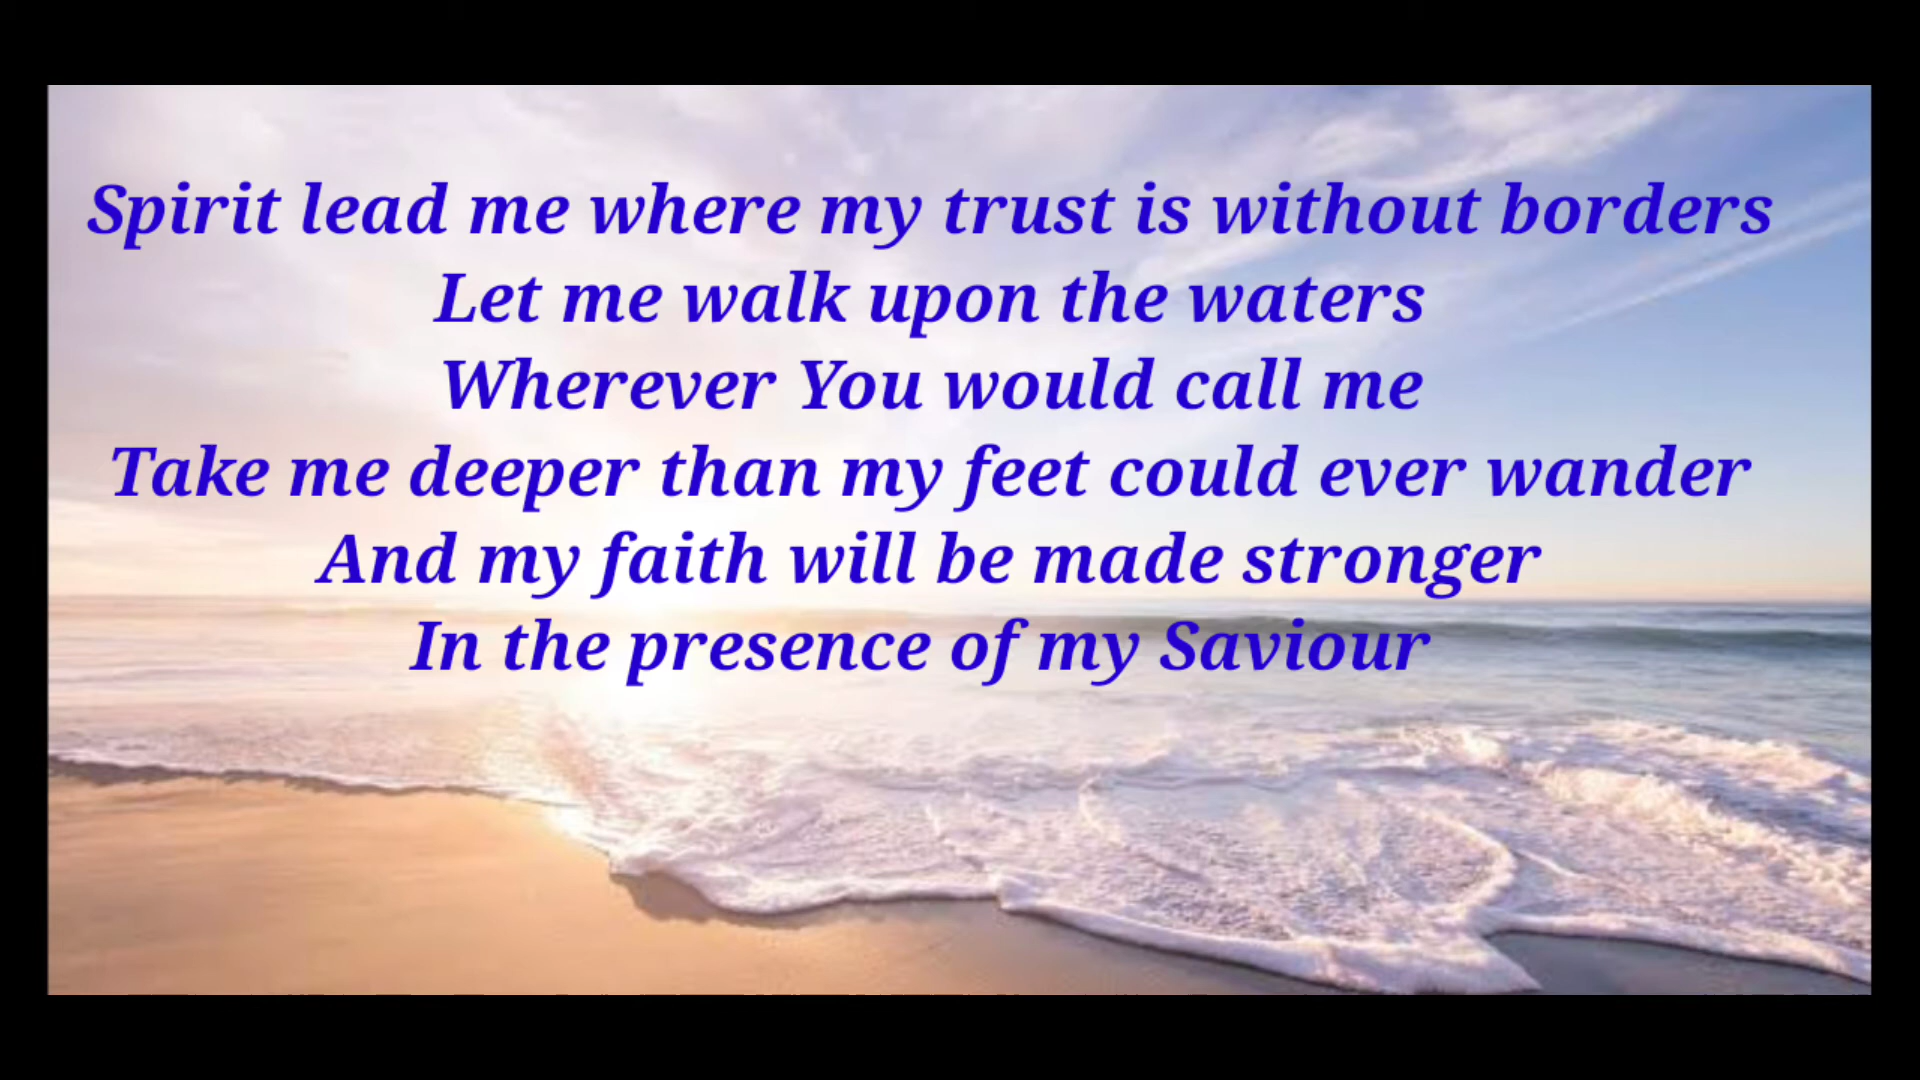 Spirit lead me where my trust is without borders
Let me walk upon the waters
Wherever You would call me
Take me deeper than my feet could ever wander
And my faith will be made stronger
In the presence of my Saviour